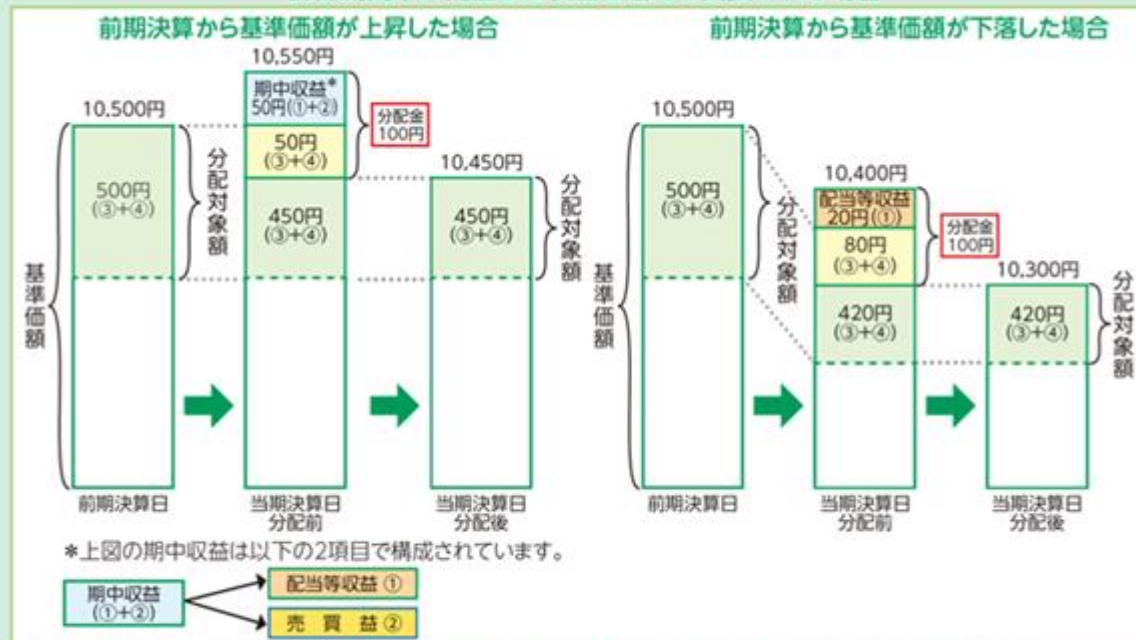 前期決算から基準価額が上昇した場合
10,500円
500円
(③+④)
分配対象額
基準価額
10,550円
期中収益*
50円(①+②)
50円
(③+④)
450円
(③+④)
分配金
100円
10,450円
450円
(③+④)
分配対象額
前期決算日
当期決算日
分配前
当期決算日
分配後
前期決算から基準価額が下落した場合
10,500円
500円
(③+④)
分配対象額
基準価額
10,400円
配当等収益
20円(①)
80円
(③+④)
420円
(③+④)
分配金
100円
10,300円
420円
(③+④)
分配対象額
前期決算日
当期決算日
分配前
当期決算日
分配後
*上図の期中収益は以下の2項目で構成されています。
期中収益
(①+②)
配当等収益 ①
売 買 益 ②